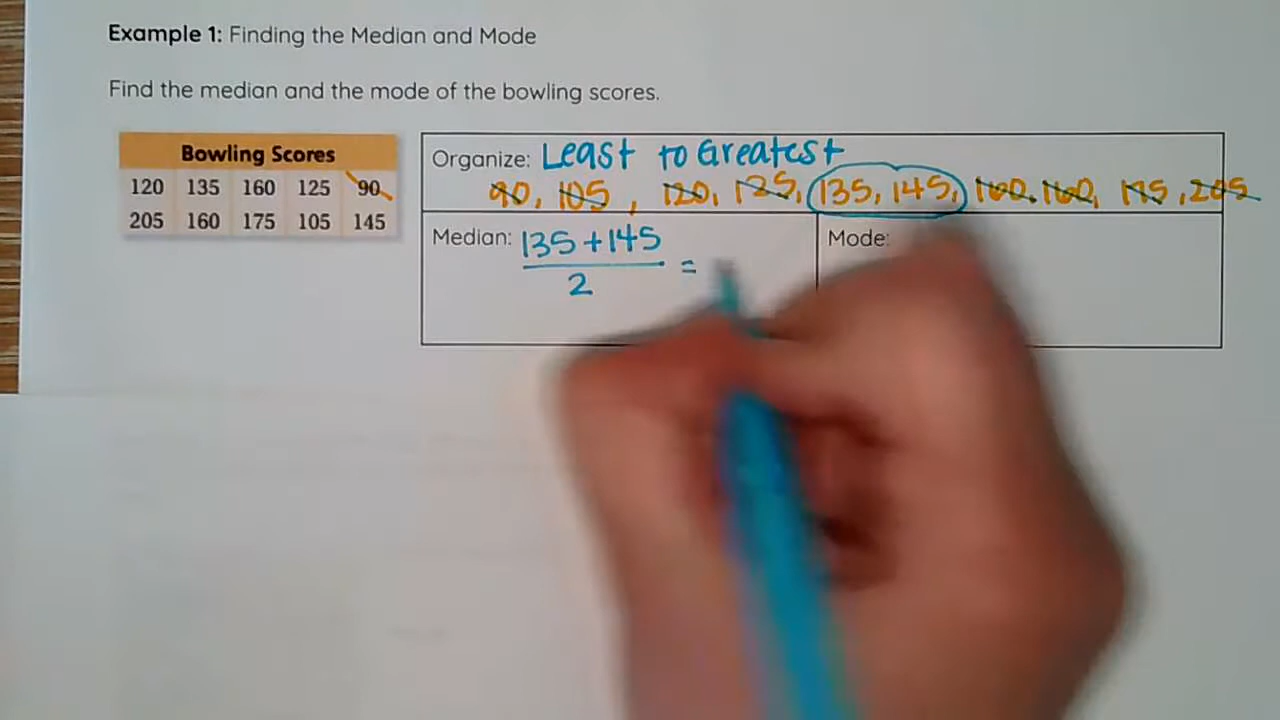 Example 1: Finding the Median and Mode
Find the median and the mode of the bowling scores.
Bowling Scores
120 135 160 125 90
205 160 175 105 145
Organize: Least to Greatest
90, 105, 120, 125, 135, 145, 160, 160, 175, 205
Median: 135 + 145
2 =
Mode: